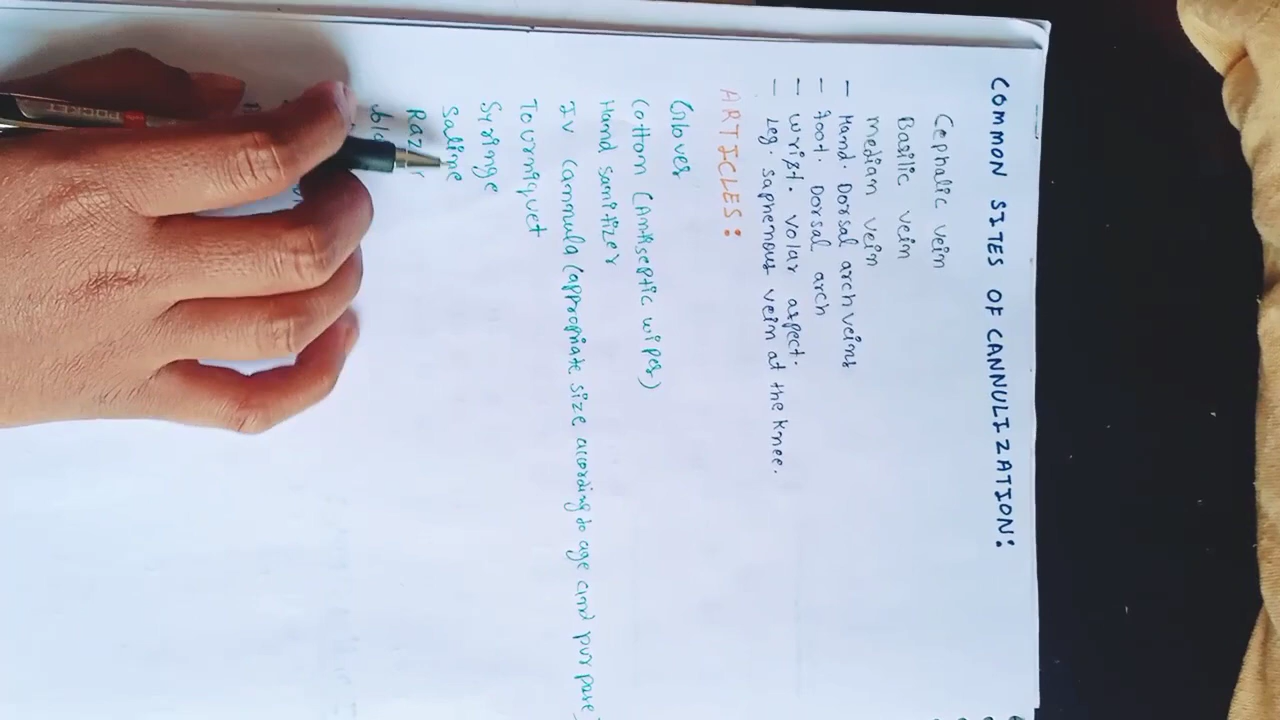 COMMON SITES OF CANNULIZATION:
Cephalic vein
Basilic vein
median vein
- Hand. Dorsal arch veins
- foot. Dorsal arch
- wrist. volar aspect.
- Leg. saphenous vein at the knee.
ARTICLES:
Gloves
Cotton (Antiseptic wipes)
Hand sanitizer
IV cannula (appropriate size according to age and purpose)
Tourniquet
Syringe
Saline
POCKET